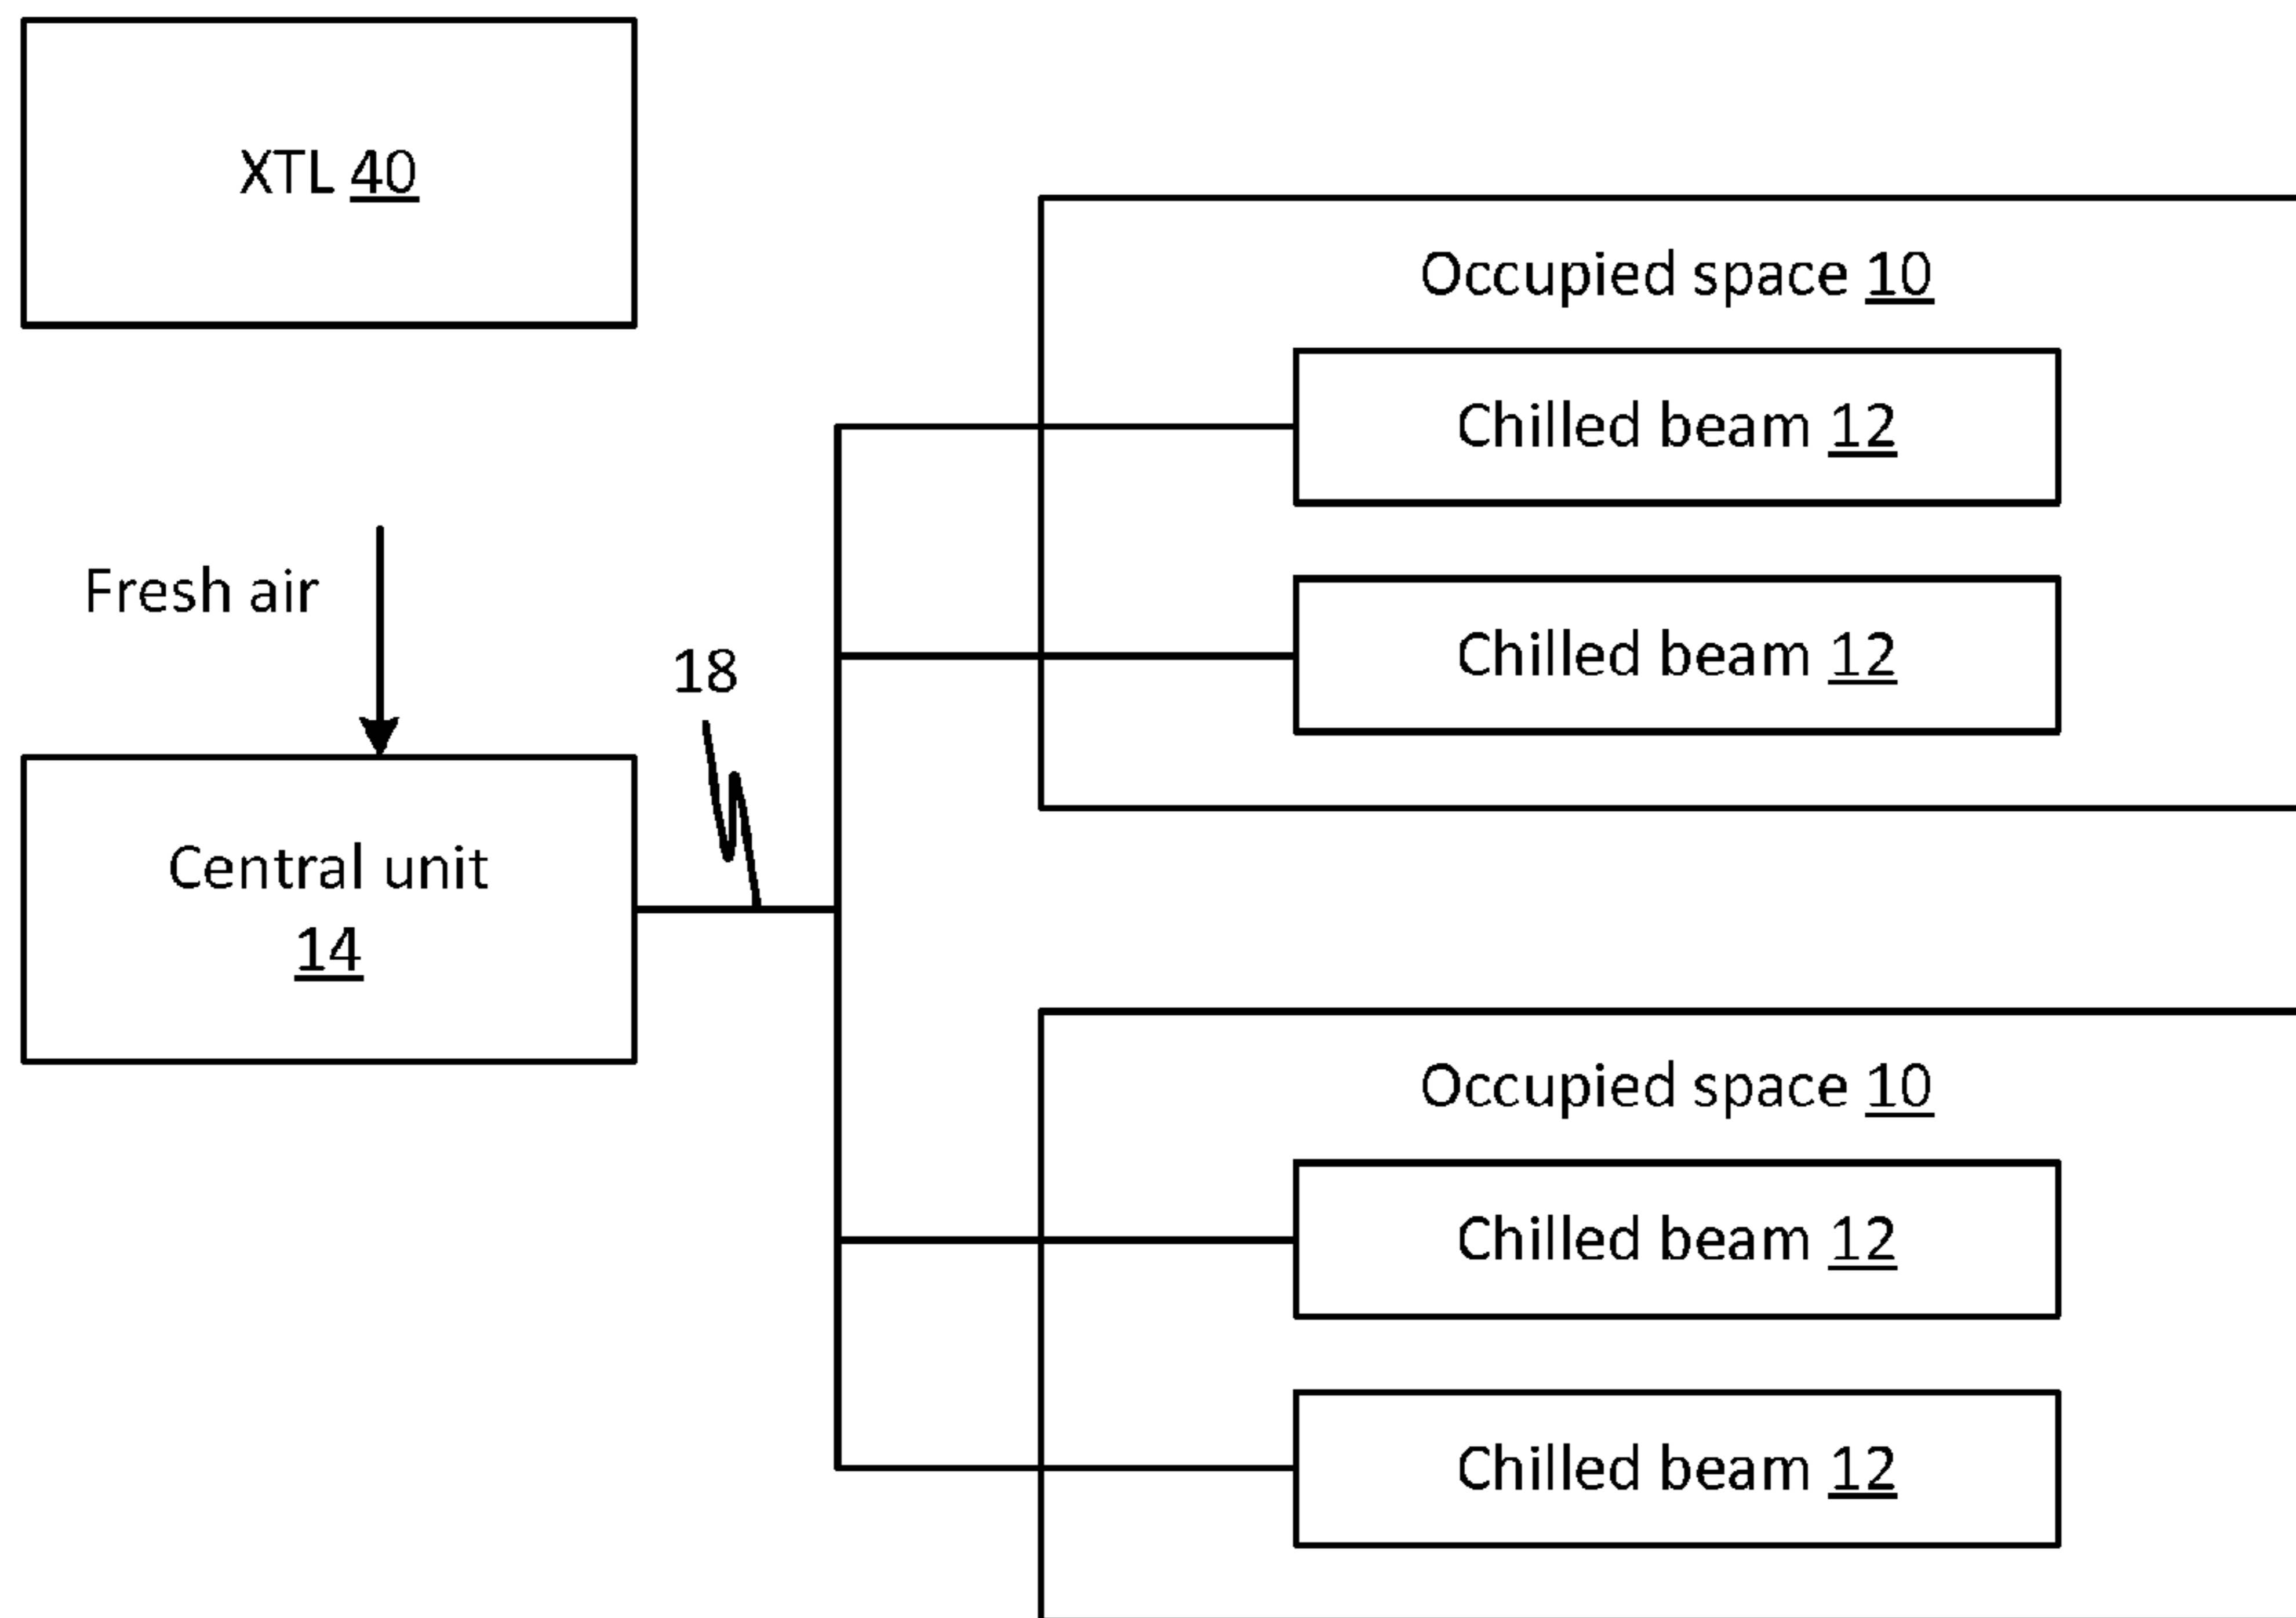 XTL 40
Occupied space 10
Chilled beam 12
Fresh air
Chilled beam 12
18
Central unit
14
Occupied space 10
Chilled beam 12
Chilled beam 12